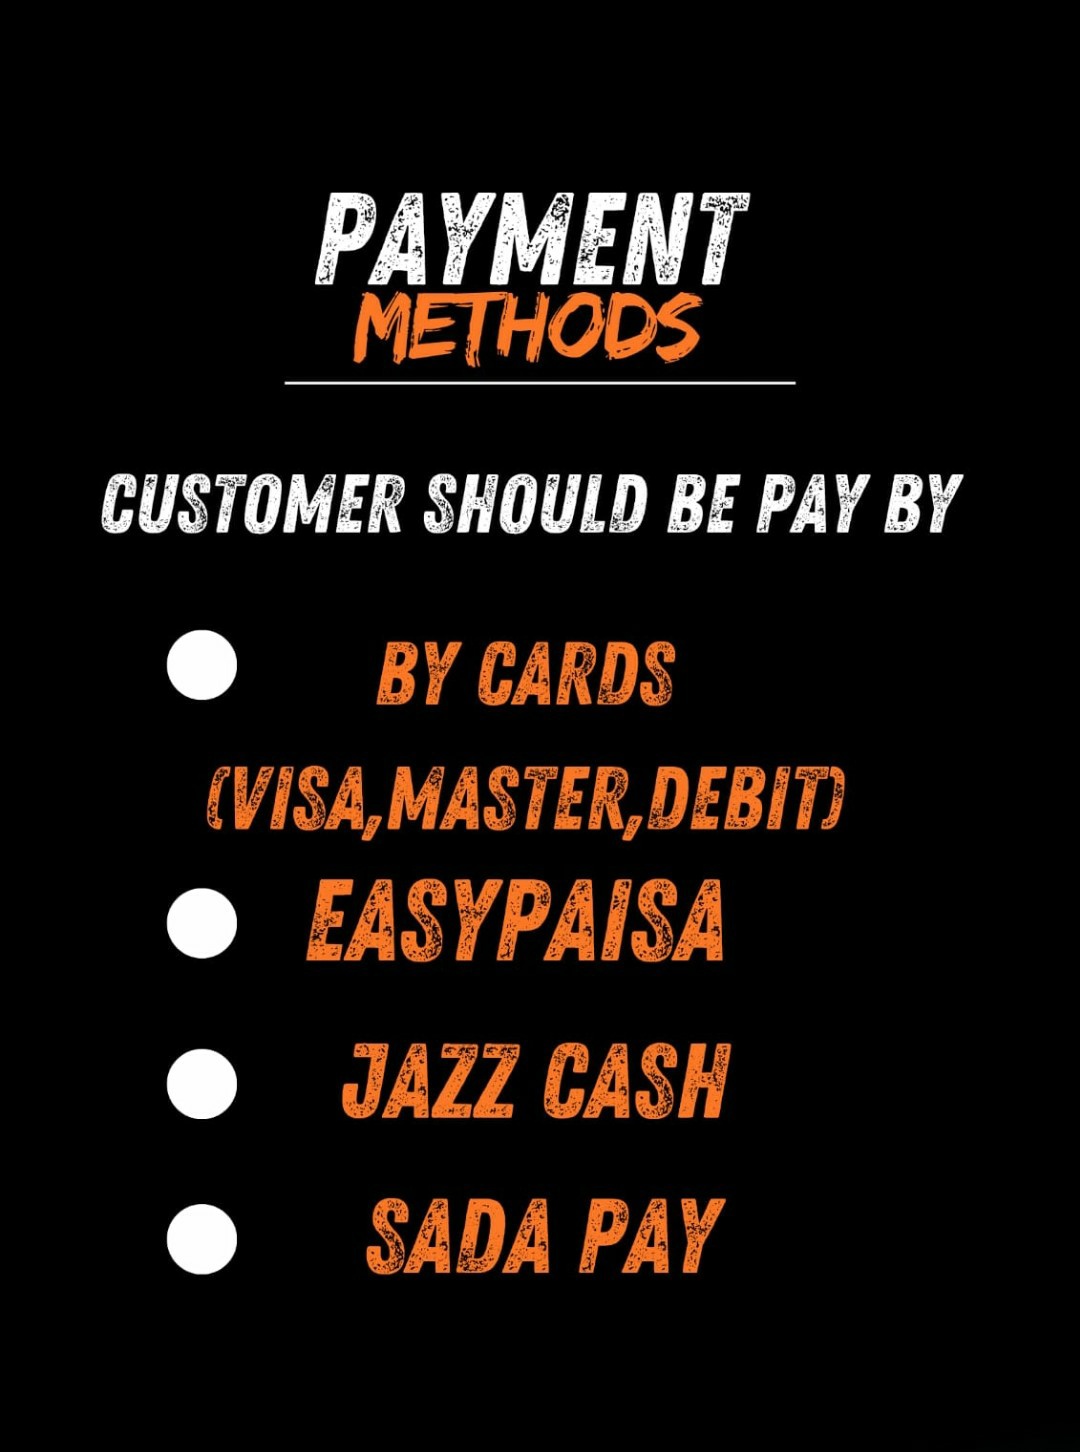 PAYMENT
METHODS
CUSTOMER SHOULD BE PAY BY
BY CARDS
(VISA,MASTER,DEBIT)
EASYPAISA
JAZZ CASH
SADA PAY